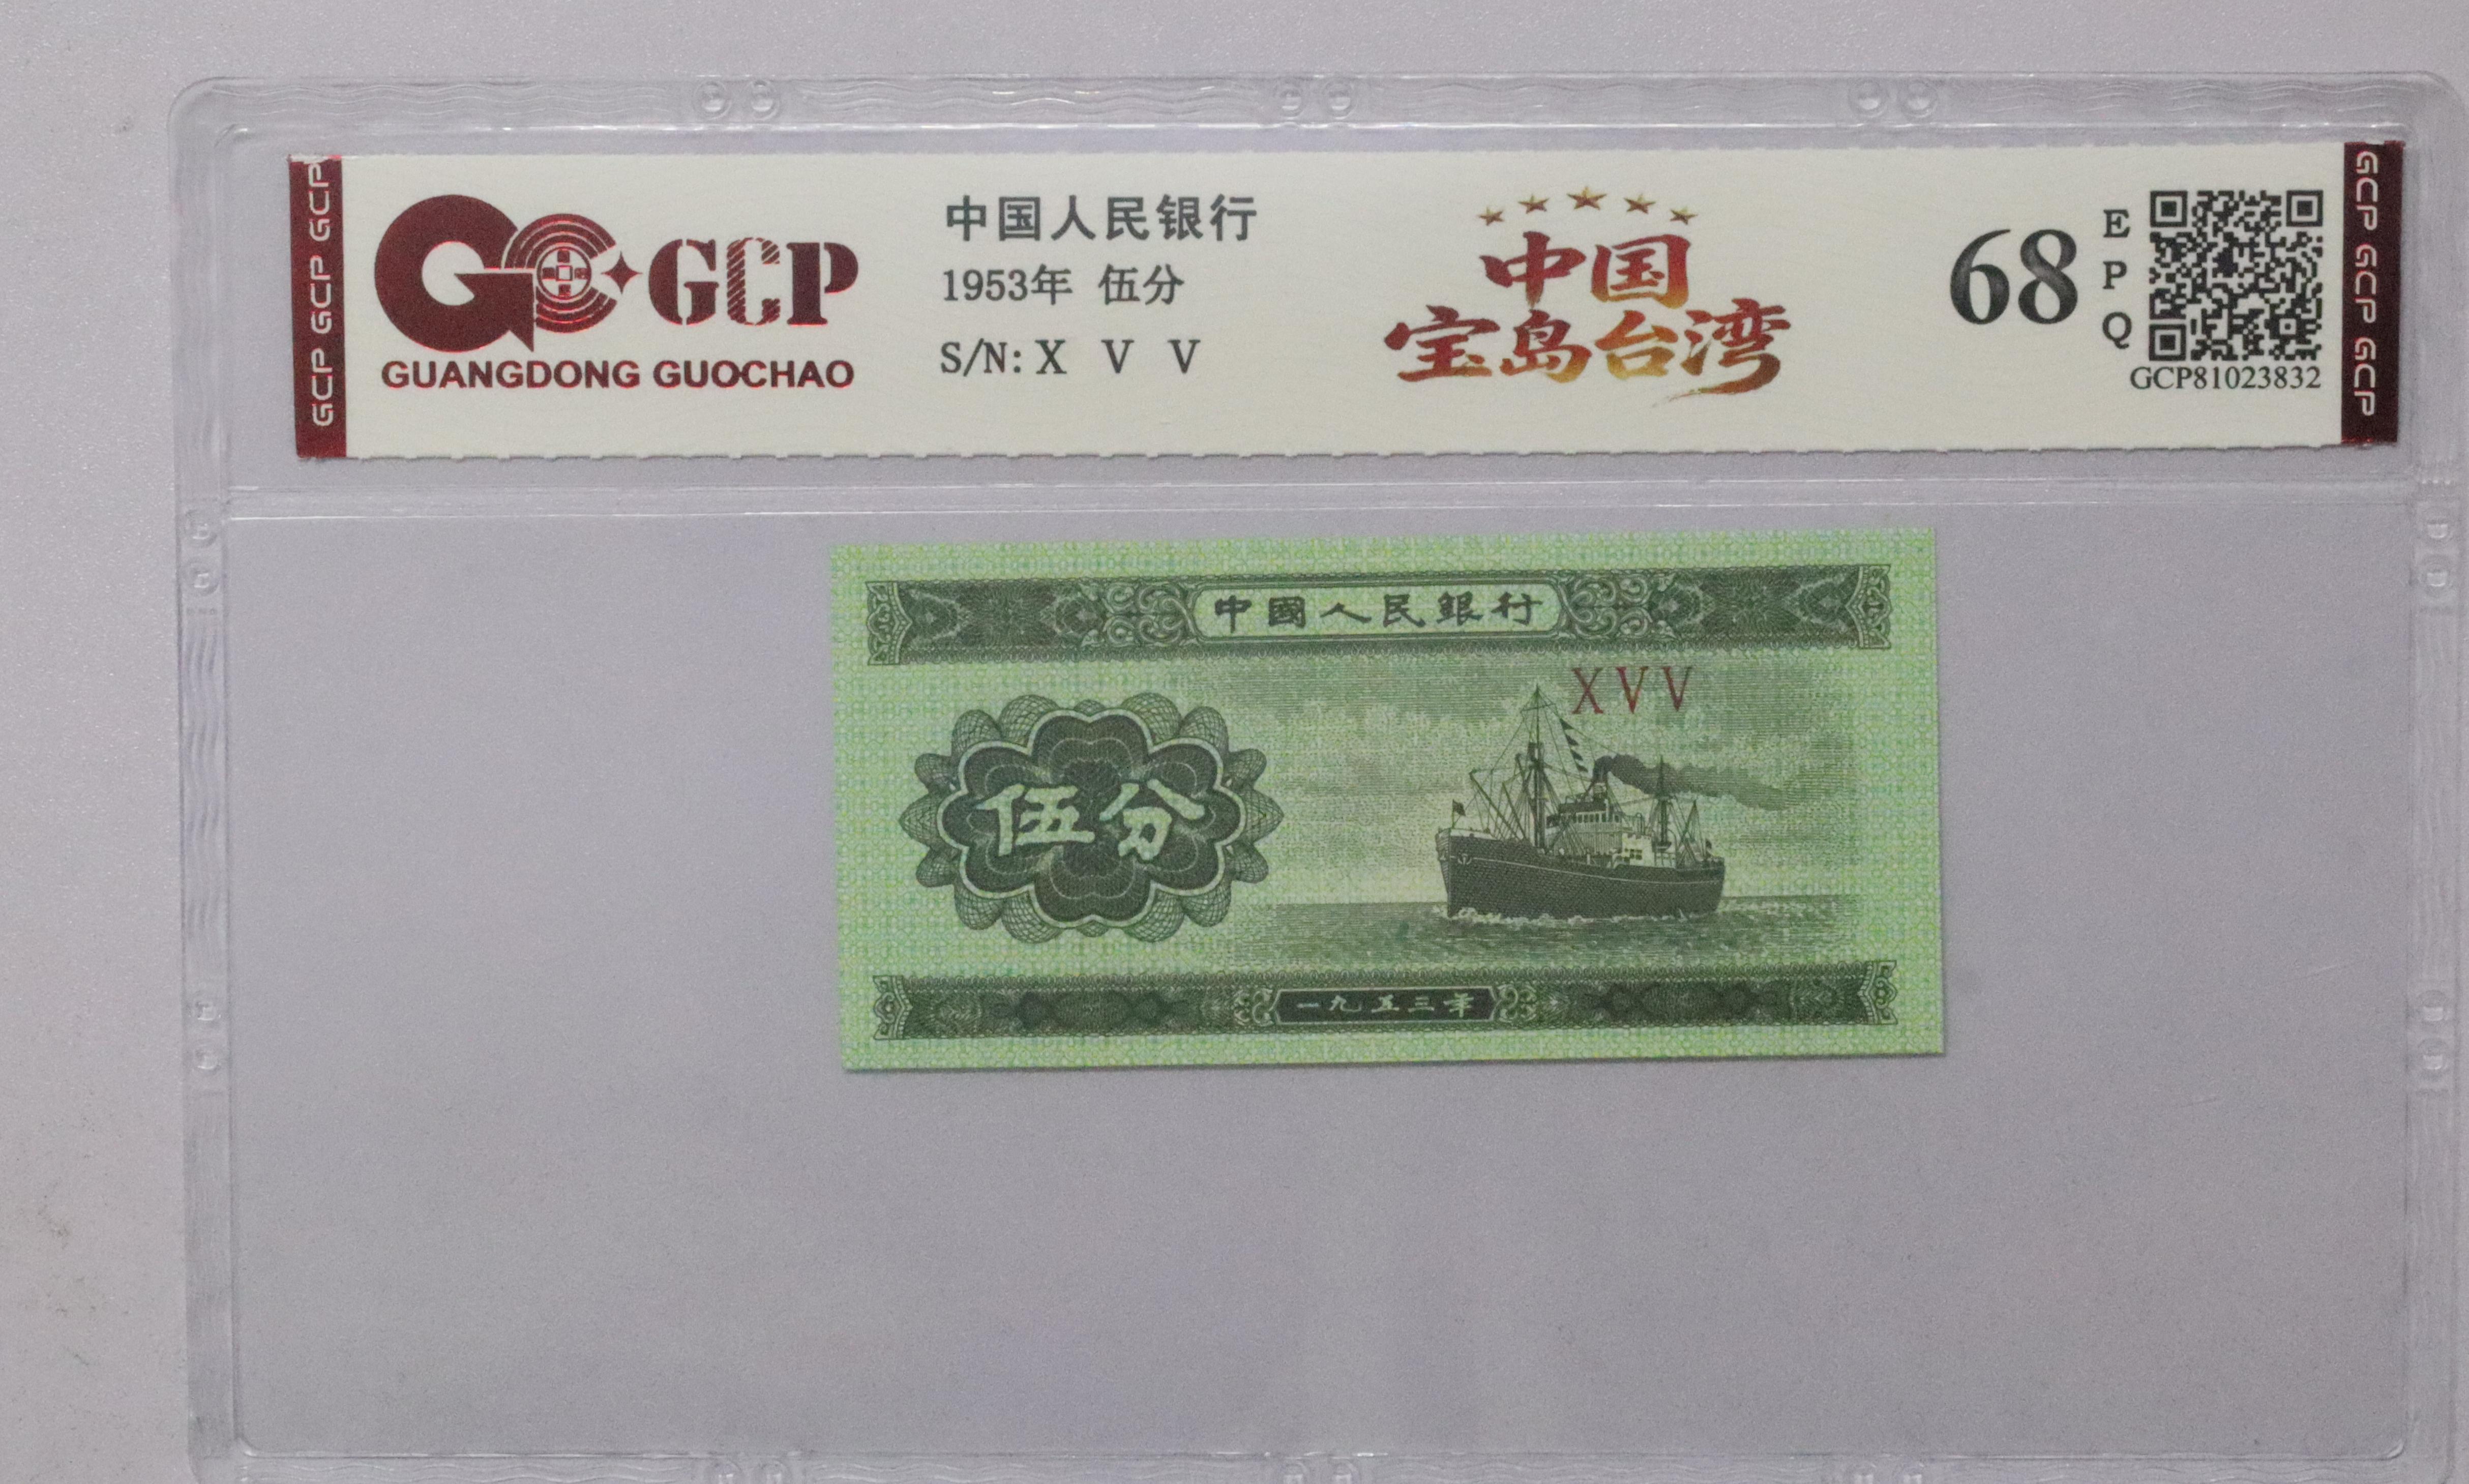 GCP GCP GCP
GCP
GUANGDONG GUOCHAO
中国人民银行
1953年 伍分
S/N: X V V
中国
宝岛台湾
68
E
P
Q
GCP81023832
GCP GCP GCP
中國人民銀行
XVV
伍分
一九五三年